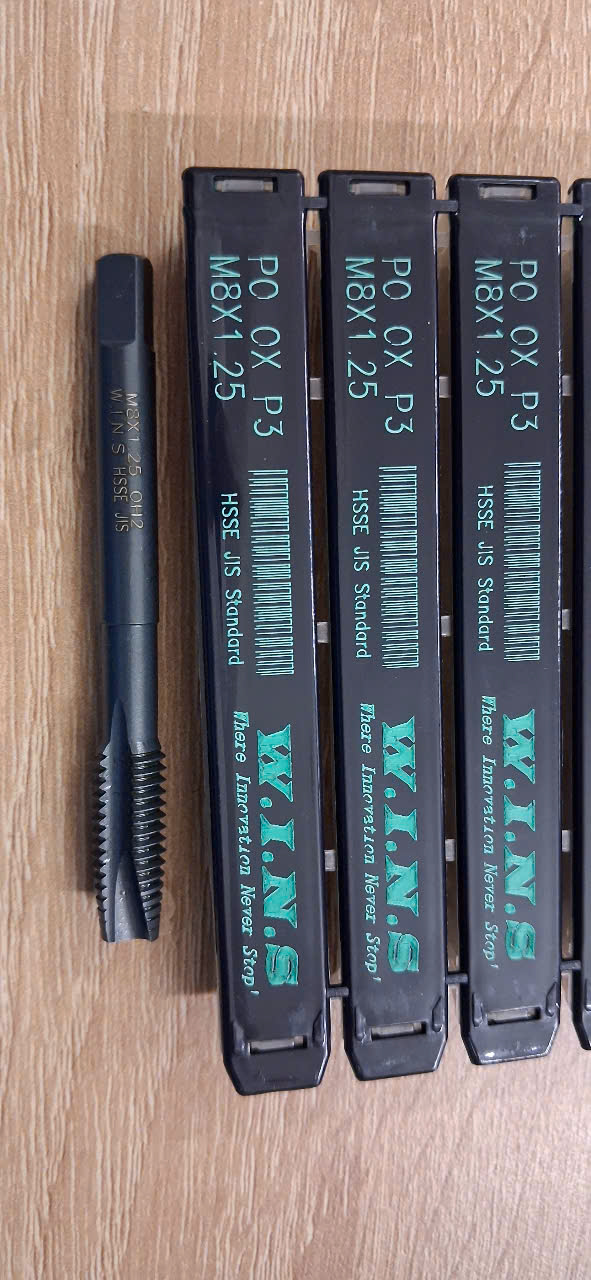 M8X1.25 OH2
W.I.N S HSSE JIS
PO OX P3
M8X1.25
HSSE JIS Standard
W.I.N.S
Where Innovation Never Stop'
PO OX P3
M8X1.25
HSSE JIS Standard
W.I.N.S
Where Innovation Never Stop'
PO OX P3
M8X1.25
HSSE JIS Standard
W.I.N.S
Where Innovation Never Stop'